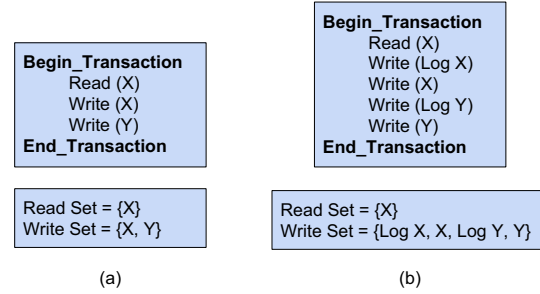 Begin_Transaction
Read (X)
Write (X)
Write (Y)
End_Transaction
Read Set = {X}
Write Set = {X, Y}
(a)
Begin_Transaction
Read (X)
Write (Log X)
Write (X)
Write (Log Y)
Write (Y)
End_Transaction
Read Set = {X}
Write Set = {Log X, X, Log Y, Y}
(b)